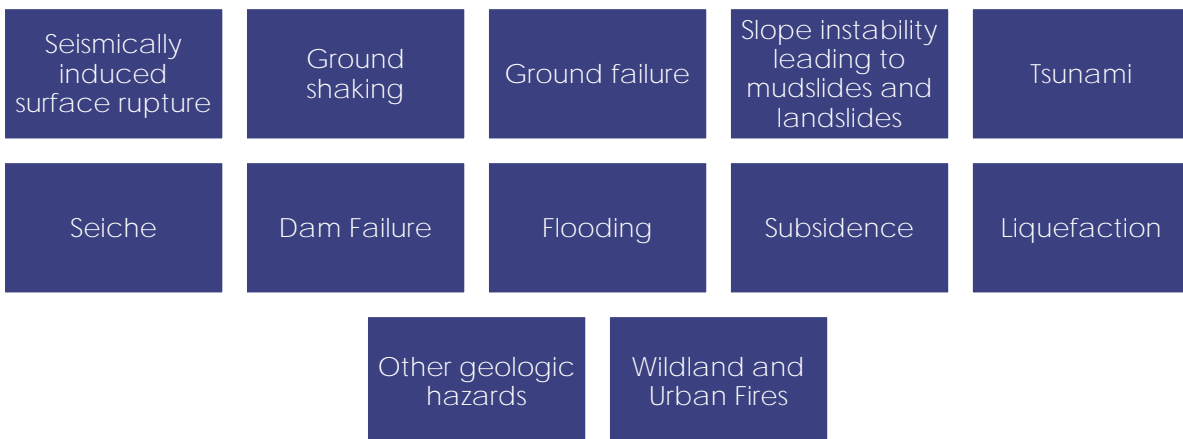 Seismically
induced
surface rupture
Ground
shaking
Ground failure
Slope instability
leading to
mudslides and
landslides
Tsunami
Seiche
Dam Failure
Flooding
Subsidence
Liquefaction
Other geologic
hazards
Wildland and
Urban Fires